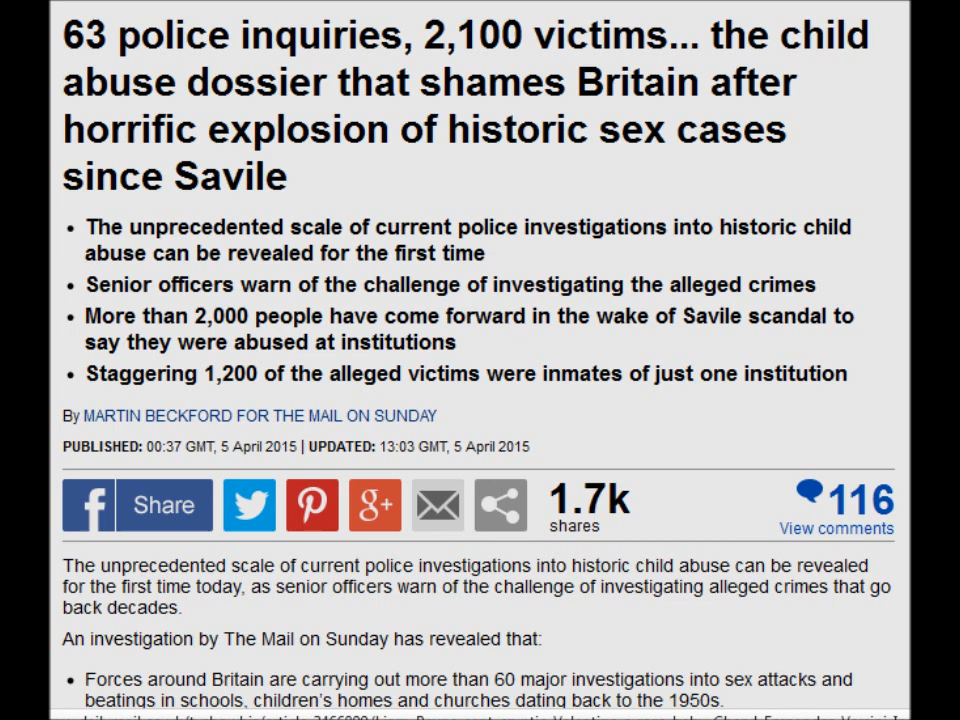 63 police inquiries, 2,100 victims... the child
abuse dossier that shames Britain after
horrific explosion of historic sex cases
since Savile
• The unprecedented scale of current police investigations into historic child
abuse can be revealed for the first time
• Senior officers warn of the challenge of investigating the alleged crimes
• More than 2,000 people have come forward in the wake of Savile scandal to
say they were abused at institutions
• Staggering 1,200 of the alleged victims were inmates of just one institution
By MARTIN BECKFORD FOR THE MAIL ON SUNDAY
PUBLISHED: 00:37 GMT, 5 April 2015 | UPDATED: 13:03 GMT, 5 April 2015
f Share
g+
1.7k
shares
116
View comments
The unprecedented scale of current police investigations into historic child abuse can be revealed
for the first time today, as senior officers warn of the challenge of investigating alleged crimes that go
back decades.
An investigation by The Mail on Sunday has revealed that:
• Forces around Britain are carrying out more than 60 major investigations into sex attacks and
beatings in schools, children's homes and churches dating back to the 1950s.